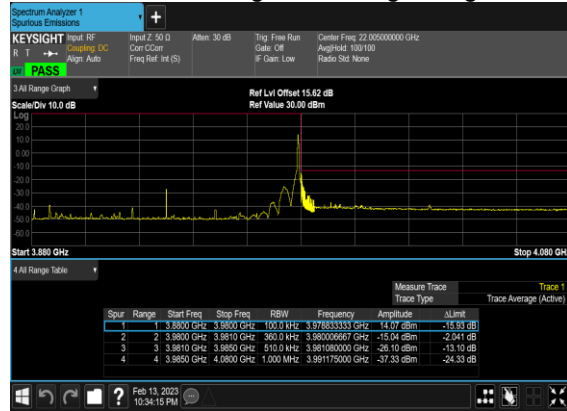 Spectrum Analyzer 1
Spurious Emissions
KEYSIGHT Input: RF Input Z: 50 Ω Atten: 30 dB Trig: Free Run Center Freq: 22.005000000 GHz
R T Coupling: DC Corr CCorr Gate: Off Avg|Hold: 100/100
Align: Auto Freq Ref: Int (S) IF Gain: Low Radio Std: None
PASS
3 All Range Graph
Ref Lvl Offset 15.62 dB
Scale/Div 10.0 dB Ref Value 30.00 dBm
Log
20.0
10.0
0.00
-10.0
-20.0
-30.0
-40.0
-50.0
-60.0
Start 3.880 GHz Stop 4.080 GH
4 All Range Table
Measure Trace Trace 1
Trace Type Trace Average (Active)
Spur Range Start Freq Stop Freq RBW Frequency Amplitude ΔLimit
1 1 3.8800 GHz 3.9800 GHz 100.0 kHz 3.978833333 GHz 14.07 dBm -15.93 dB
2 2 3.9800 GHz 3.9810 GHz 360.0 kHz 3.980006667 GHz -15.04 dBm -2.041 dB
3 3 3.9810 GHz 3.9850 GHz 510.0 kHz 3.981080000 GHz -26.10 dBm -13.10 dB
4 4 3.9850 GHz 4.0800 GHz 1.000 MHz 3.991175000 GHz -37.33 dBm -24.33 dB
? Feb 13, 2023
10:34:15 PM